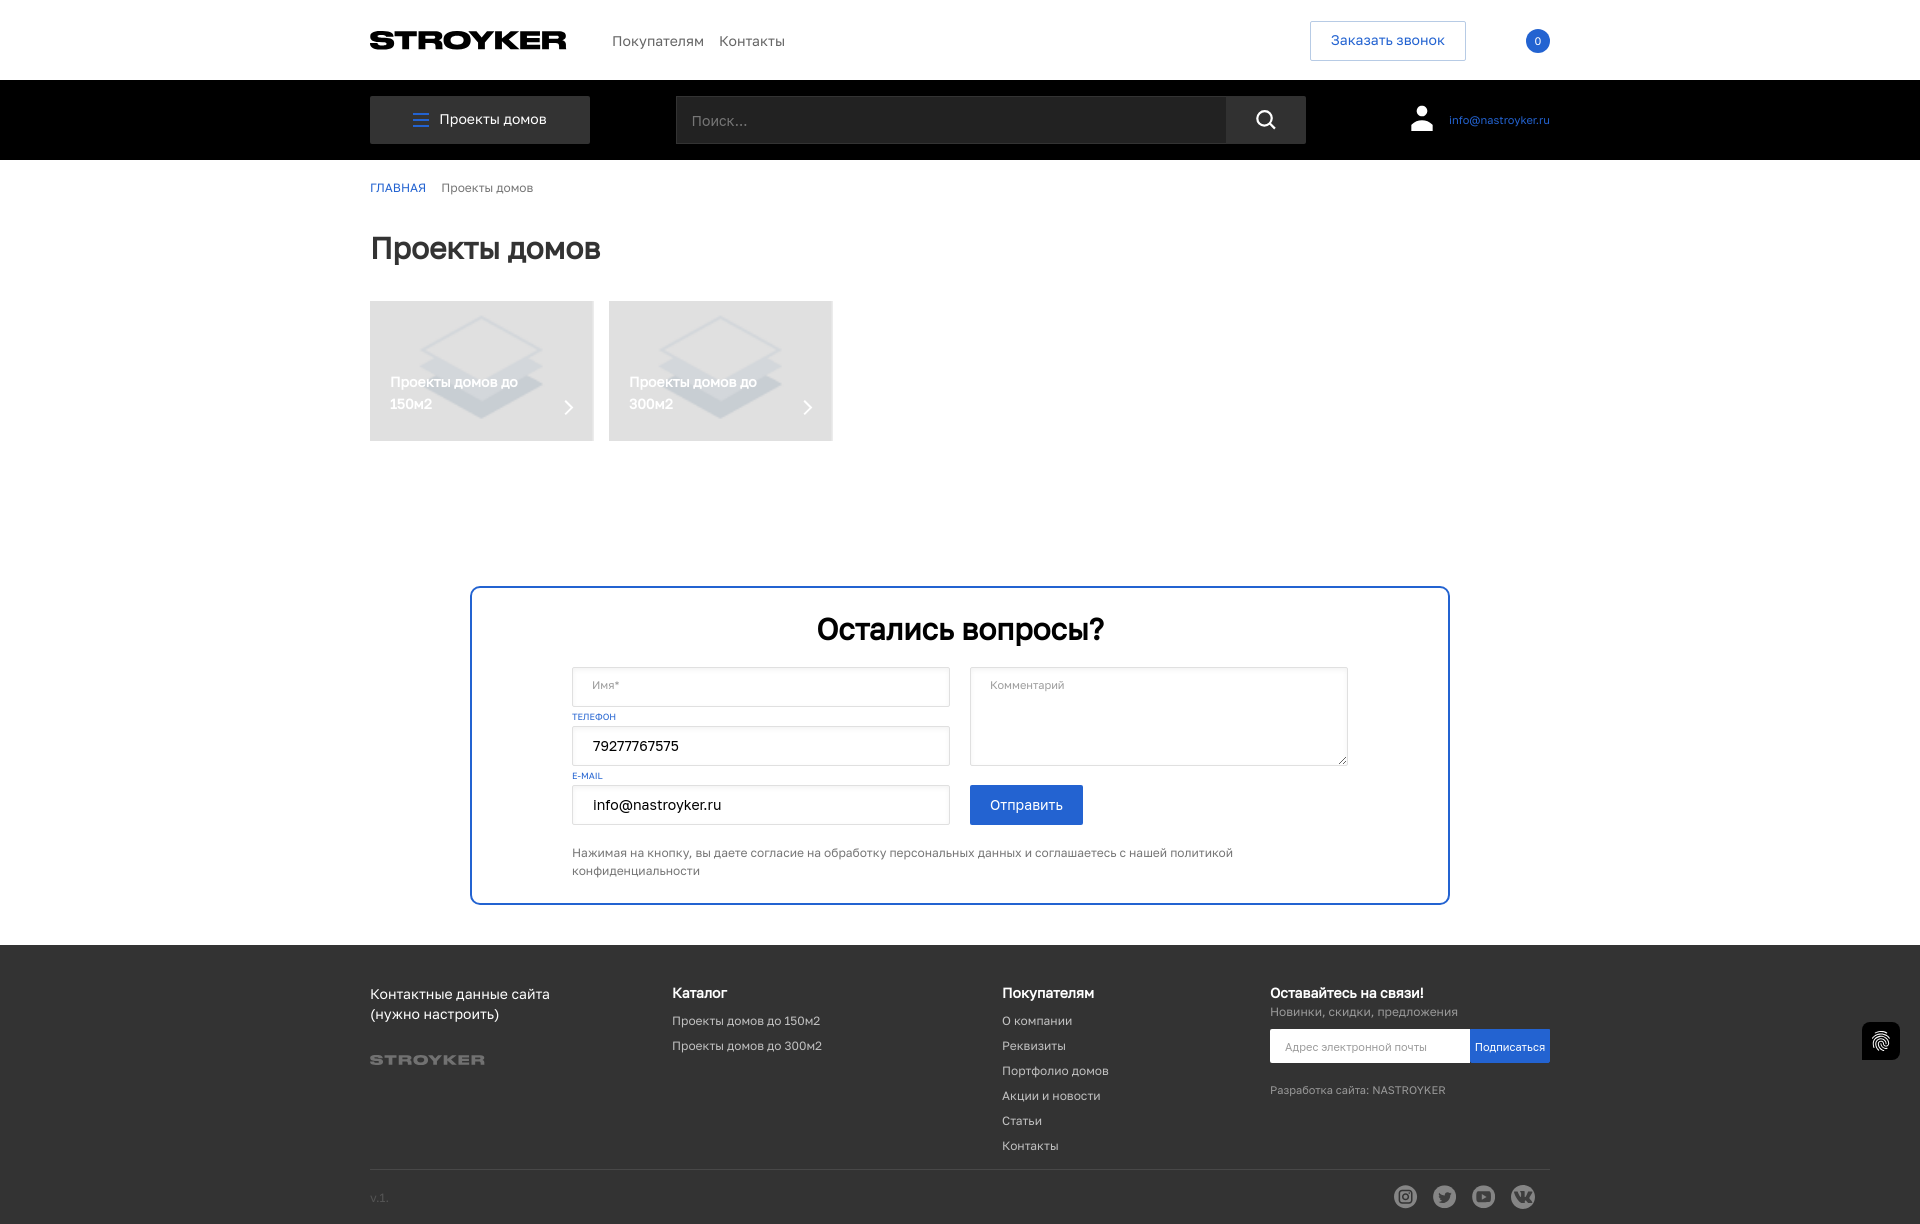 STROYKER
Покупателям
Контакты
Заказать звонок
0
Проекты домов
Поиск...
info@nastroyker.ru
ГЛАВНАЯ
Проекты домов
Проекты домов
Проекты домов до
150м2
Проекты домов до
300м2
Остались вопросы?
Имя*
Комментарий
ТЕЛЕФОН
79277767575
E-MAIL
info@nastroyker.ru
Отправить
Нажимая на кнопку, вы даете согласие на обработку персональных данных и соглашаетесь с нашей политикой
конфиденциальности
Контактные данные сайта
(нужно настроить)
STROYKER
Каталог
Проекты домов до 150м2
Проекты домов до 300м2
Покупателям
О компании
Реквизиты
Портфолио домов
Акции и новости
Статьи
Контакты
Оставайтесь на связи!
Новинки, скидки, предложения
Адрес электронной почты
Подписаться
Разработка сайта: NASTROYKER
v.1.